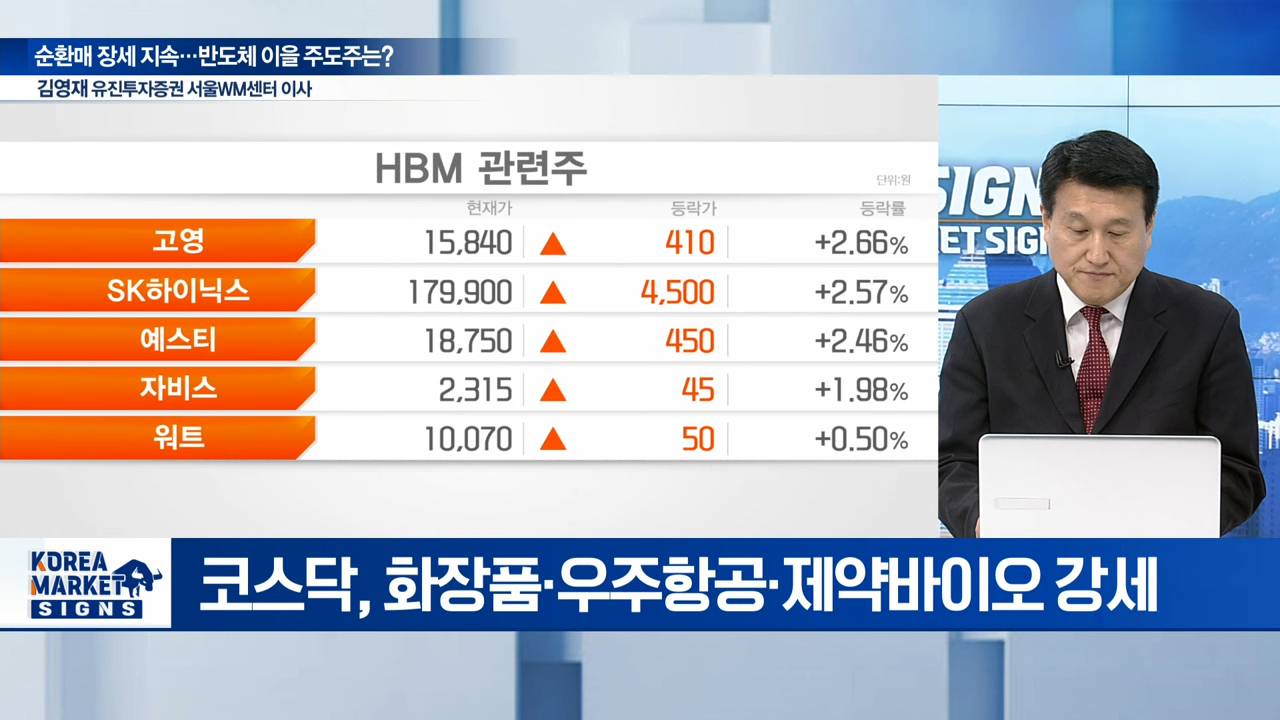 순환매 장세 지속…반도체 이을 주도주는?
김영재 유진투자증권 서울WM센터 이사
HBM 관련주
단위:원
현재가 등락가 등락률
고영 15,840 ▲ 410 +2.66%
SK하이닉스 179,900 ▲ 4,500 +2.57%
예스티 18,750 ▲ 450 +2.46%
자비스 2,315 ▲ 45 +1.98%
워트 10,070 ▲ 50 +0.50%
SIGN
KET SIGN
KOREA
MARKET
SIGNS
코스닥, 화장품·우주항공·제약바이오 강세